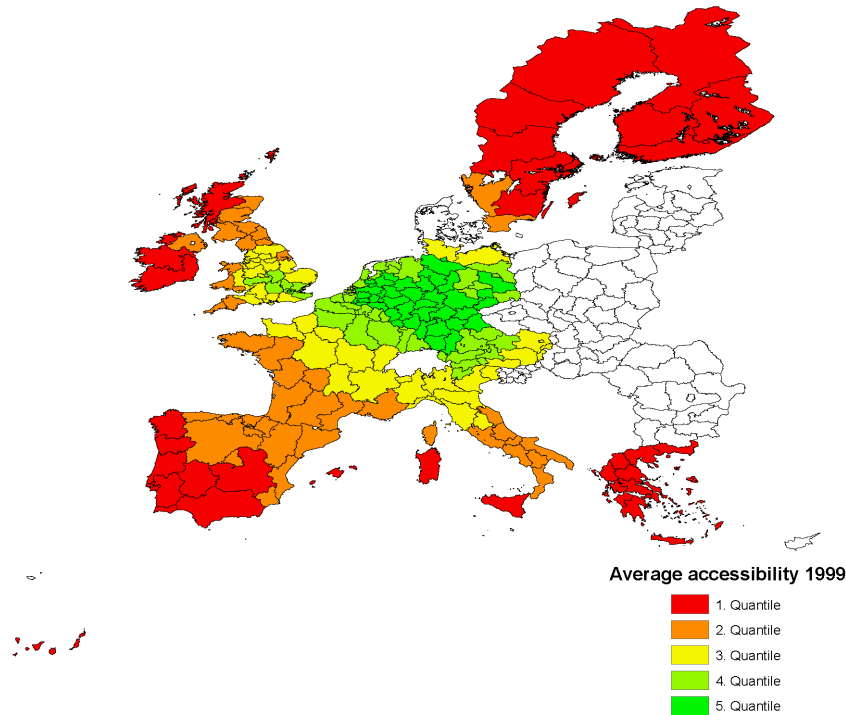 Average accessibility 1999
1. Quantile
2. Quantile
3. Quantile
4. Quantile
5. Quantile